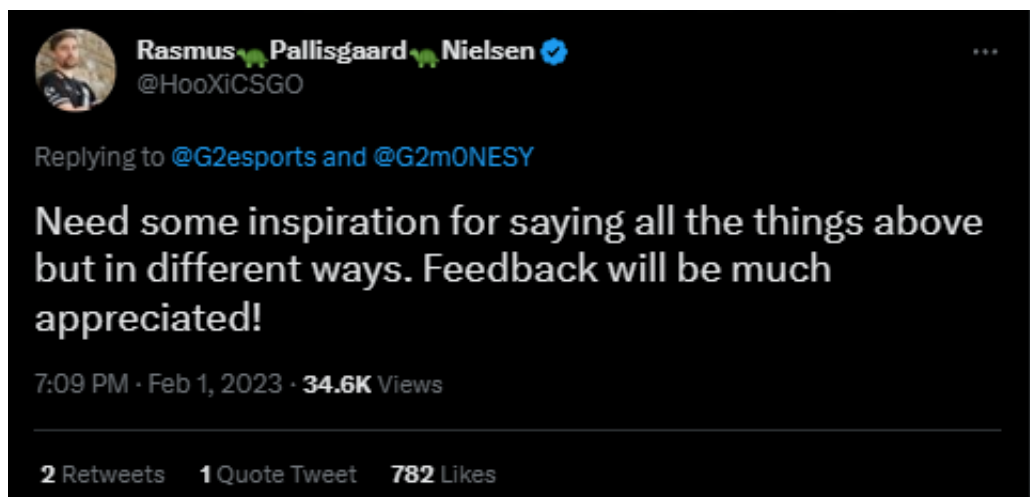 Rasmus🐢Pallisgaard🐢Nielsen
@HooXiCSGO
Replying to @G2esports and @G2m0NESY
Need some inspiration for saying all the things above
but in different ways. Feedback will be much
appreciated!
7:09 PM · Feb 1, 2023 · 34.6K Views
2 Retweets 1 Quote Tweet 782 Likes